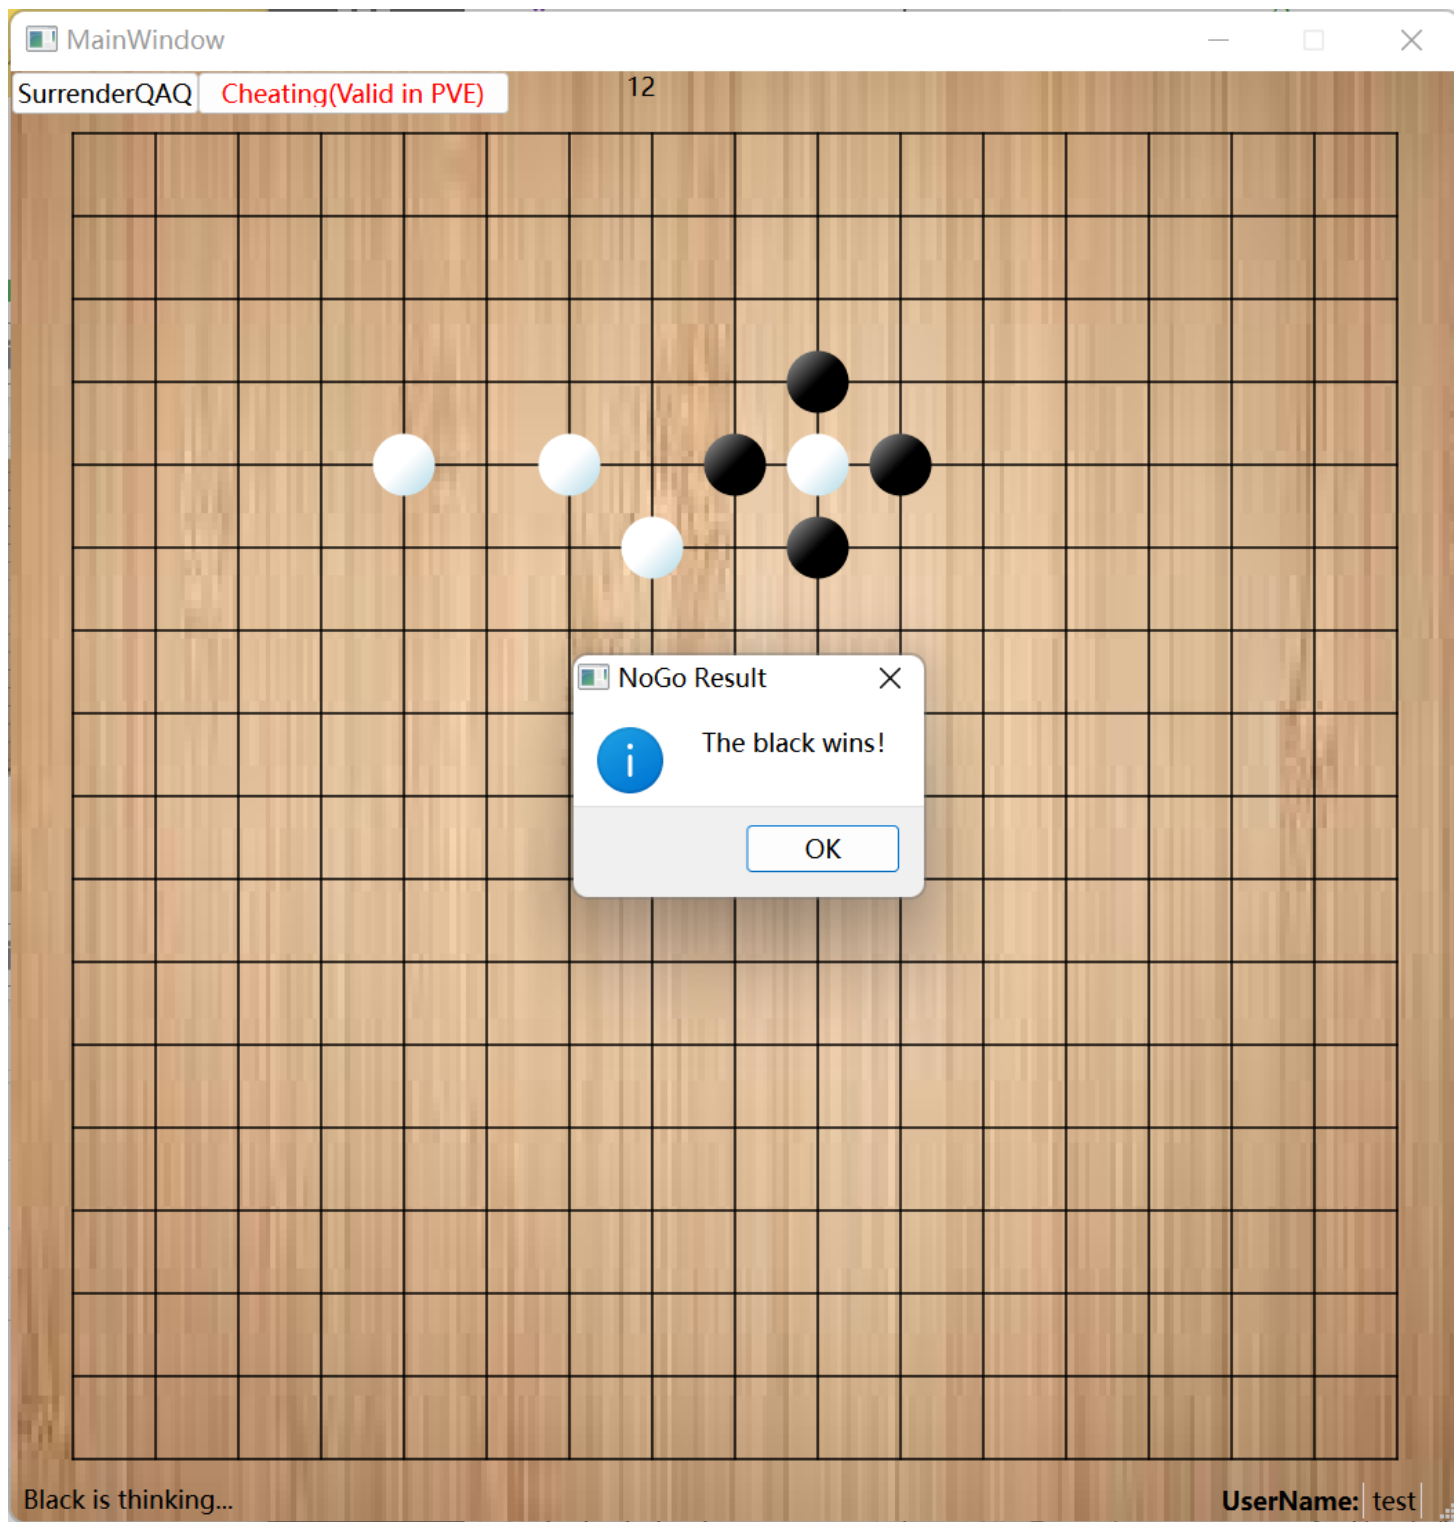 MainWindow
SurrenderQAQ Cheating(Valid in PVE) 12
NoGo Result
The black wins!
OK
Black is thinking... UserName: test